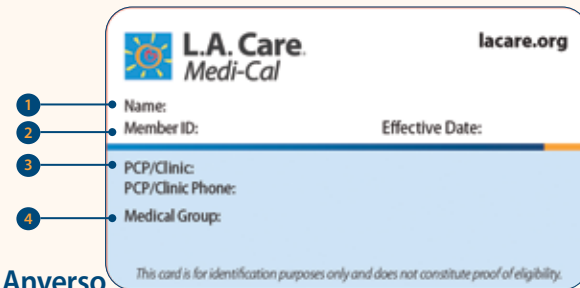 L.A. Care. lacare.org
Medi-Cal
1 Name:
2 Member ID: Effective Date:
3 PCP/Clinic:
PCP/Clinic Phone:
4 Medical Group:
This card is for identification purposes only and does not constitute proof of eligibility.
Anverso